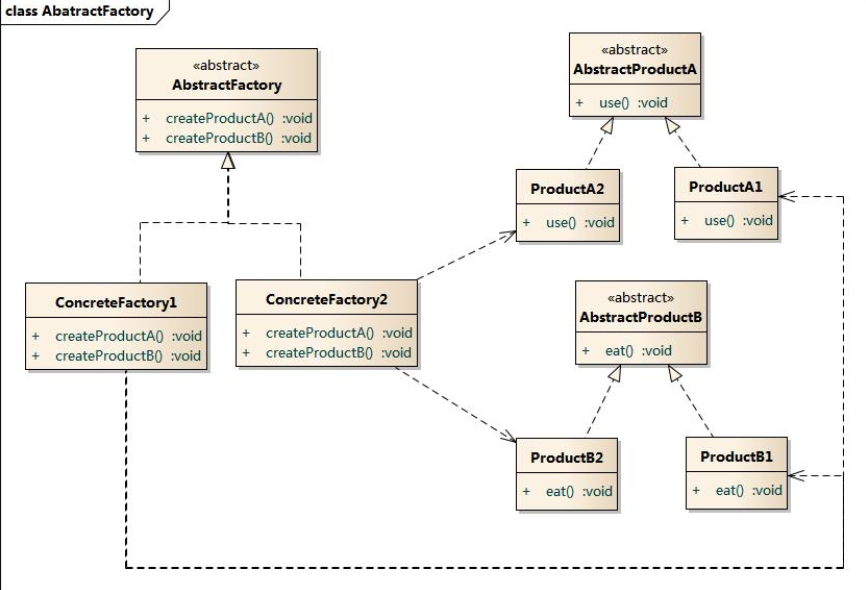 class AbatractFactory
«abstract»
AbstractFactory
+ createProductA() :void
+ createProductB() :void
«abstract»
AbstractProductA
+ use() :void
ProductA2
+ use() :void
ProductA1
+ use() :void
ConcreteFactory1
+ createProductA() :void
+ createProductB() :void
ConcreteFactory2
+ createProductA() :void
+ createProductB() :void
«abstract»
AbstractProductB
+ eat() :void
ProductB2
+ eat() :void
ProductB1
+ eat() :void